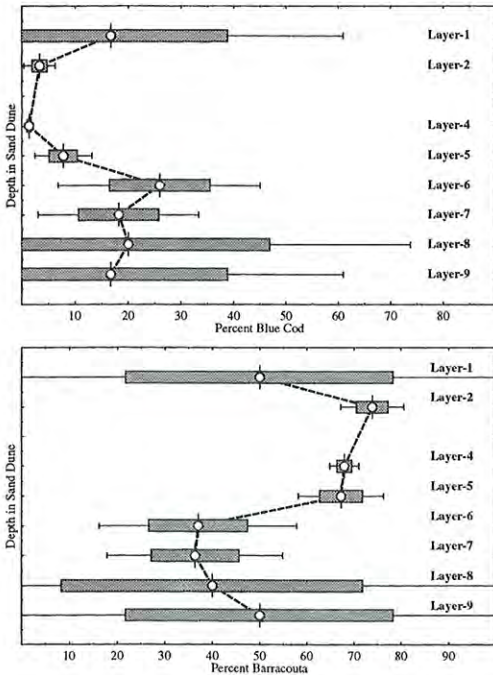 Depth in Sand Dune
Layer-1
Layer-2
Layer-4
Layer-5
Layer-6
Layer-7
Layer-8
Layer-9
10 20 30 40 50 60 70 80
Percent Blue Cod
Depth in Sand Dune
Layer-1
Layer-2
Layer-4
Layer-5
Layer-6
Layer-7
Layer-8
Layer-9
10 20 30 40 50 60 70 80 90
Percent Barracouta